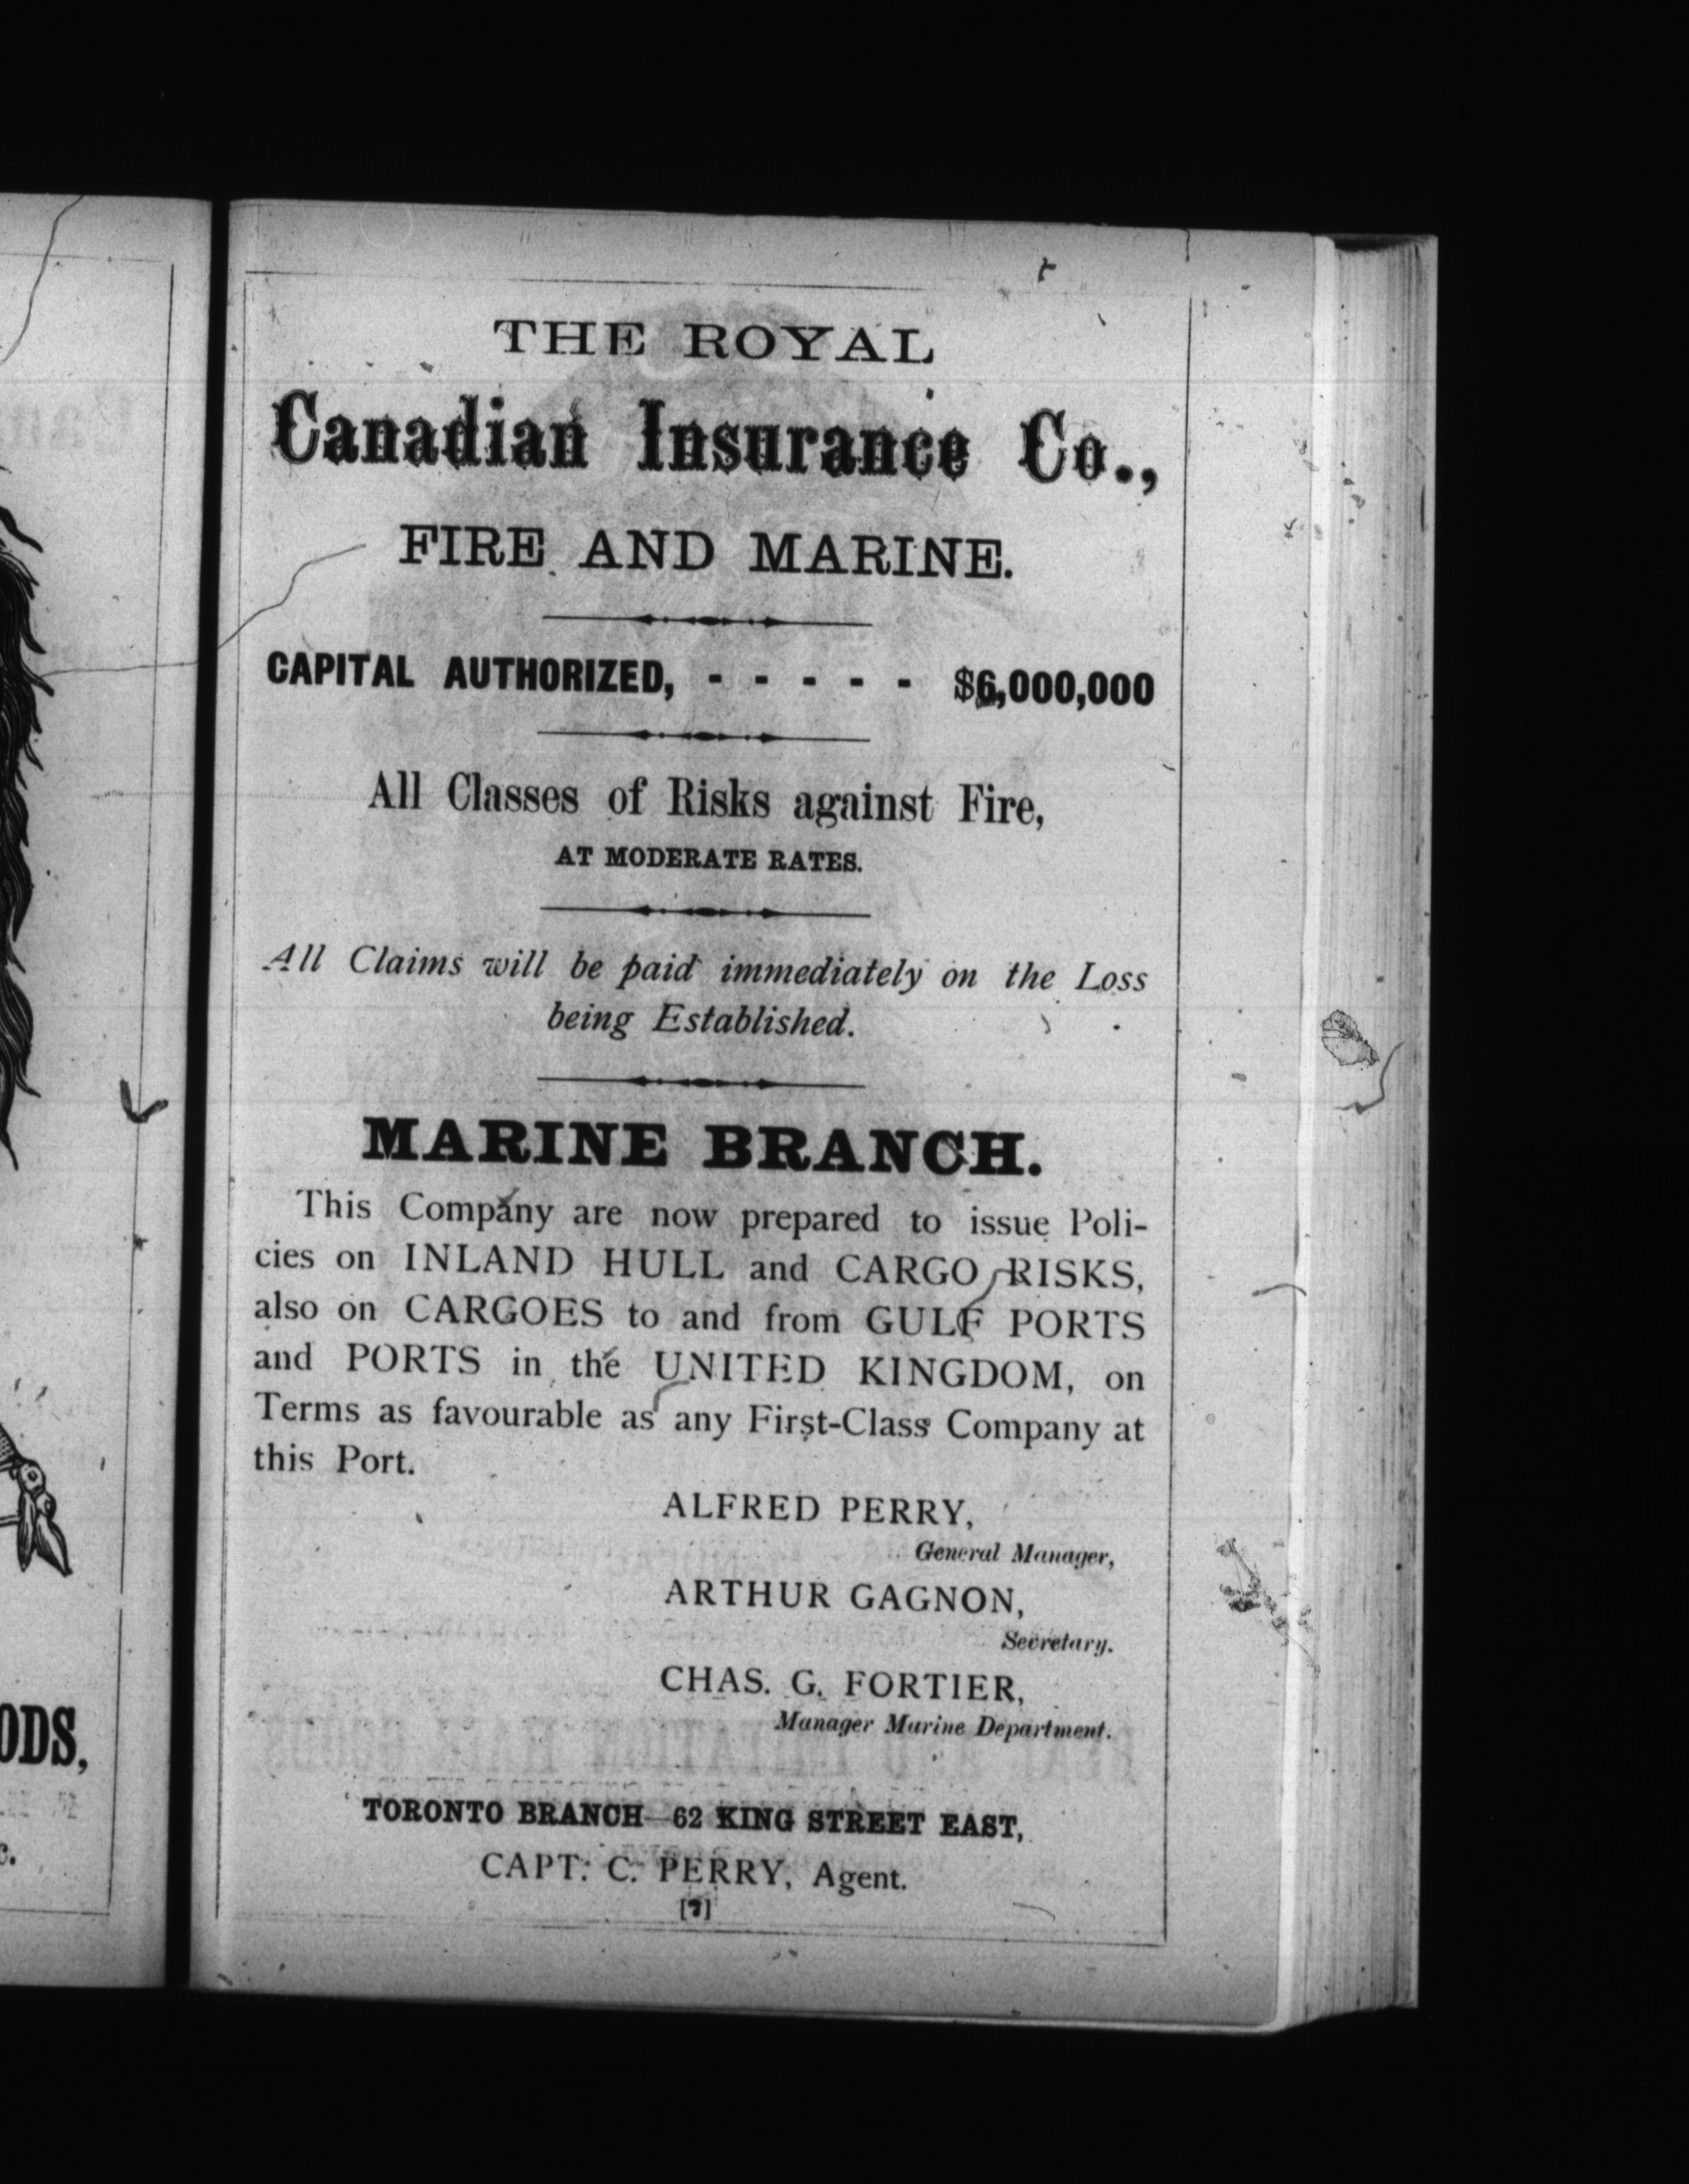 THE ROYAL
Canadian Insurance Co.,
FIRE AND MARINE.
CAPITAL AUTHORIZED, - - - - - $6,000,000
All Classes of Risks against Fire,
AT MODERATE RATES.
All Claims will be paid immediately on the Loss
being Established.
MARINE BRANCH.
This Company are now prepared to issue Poli-
cies on INLAND HULL and CARGO RISKS,
also on CARGOES to and from GULF PORTS
and PORTS in the UNITED KINGDOM, on
Terms as favourable as any First-Class Company at
this Port.
ALFRED PERRY,
General Manager,
ARTHUR GAGNON,
Secretary.
CHAS. G. FORTIER,
Manager Marine Department.
TORONTO BRANCH—62 KING STREET EAST,
CAPT. C. PERRY, Agent.
[7]
ODS,
c.